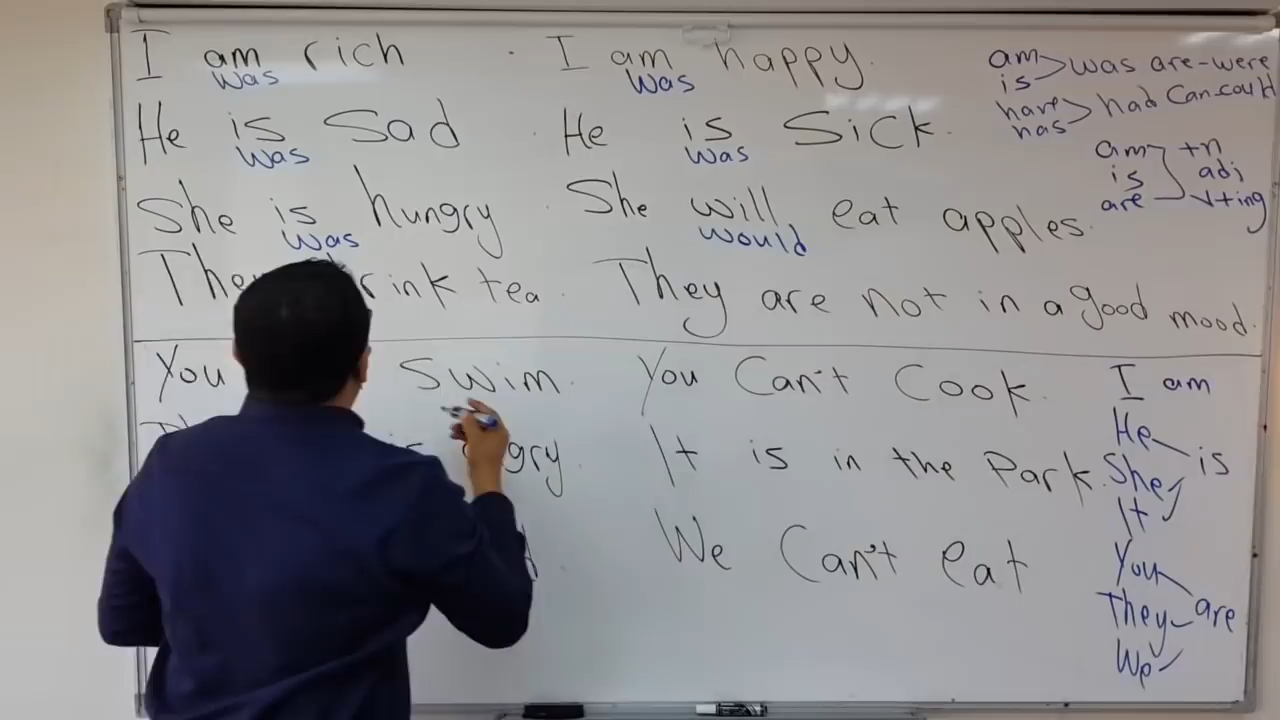 I am rich · I am happy.
was was
He is Sad · He is Sick.
was was
She is hungry · She will eat apples.
was would
They drink tea. They are not in a good mood.
You Swim. You Can't Cook.
is It is in the Park.
We Can't eat
am
is
was are-were
have
has
had Can-could
am +n
is adj
are v+ing
I am
He
She is
It
You
They are
We